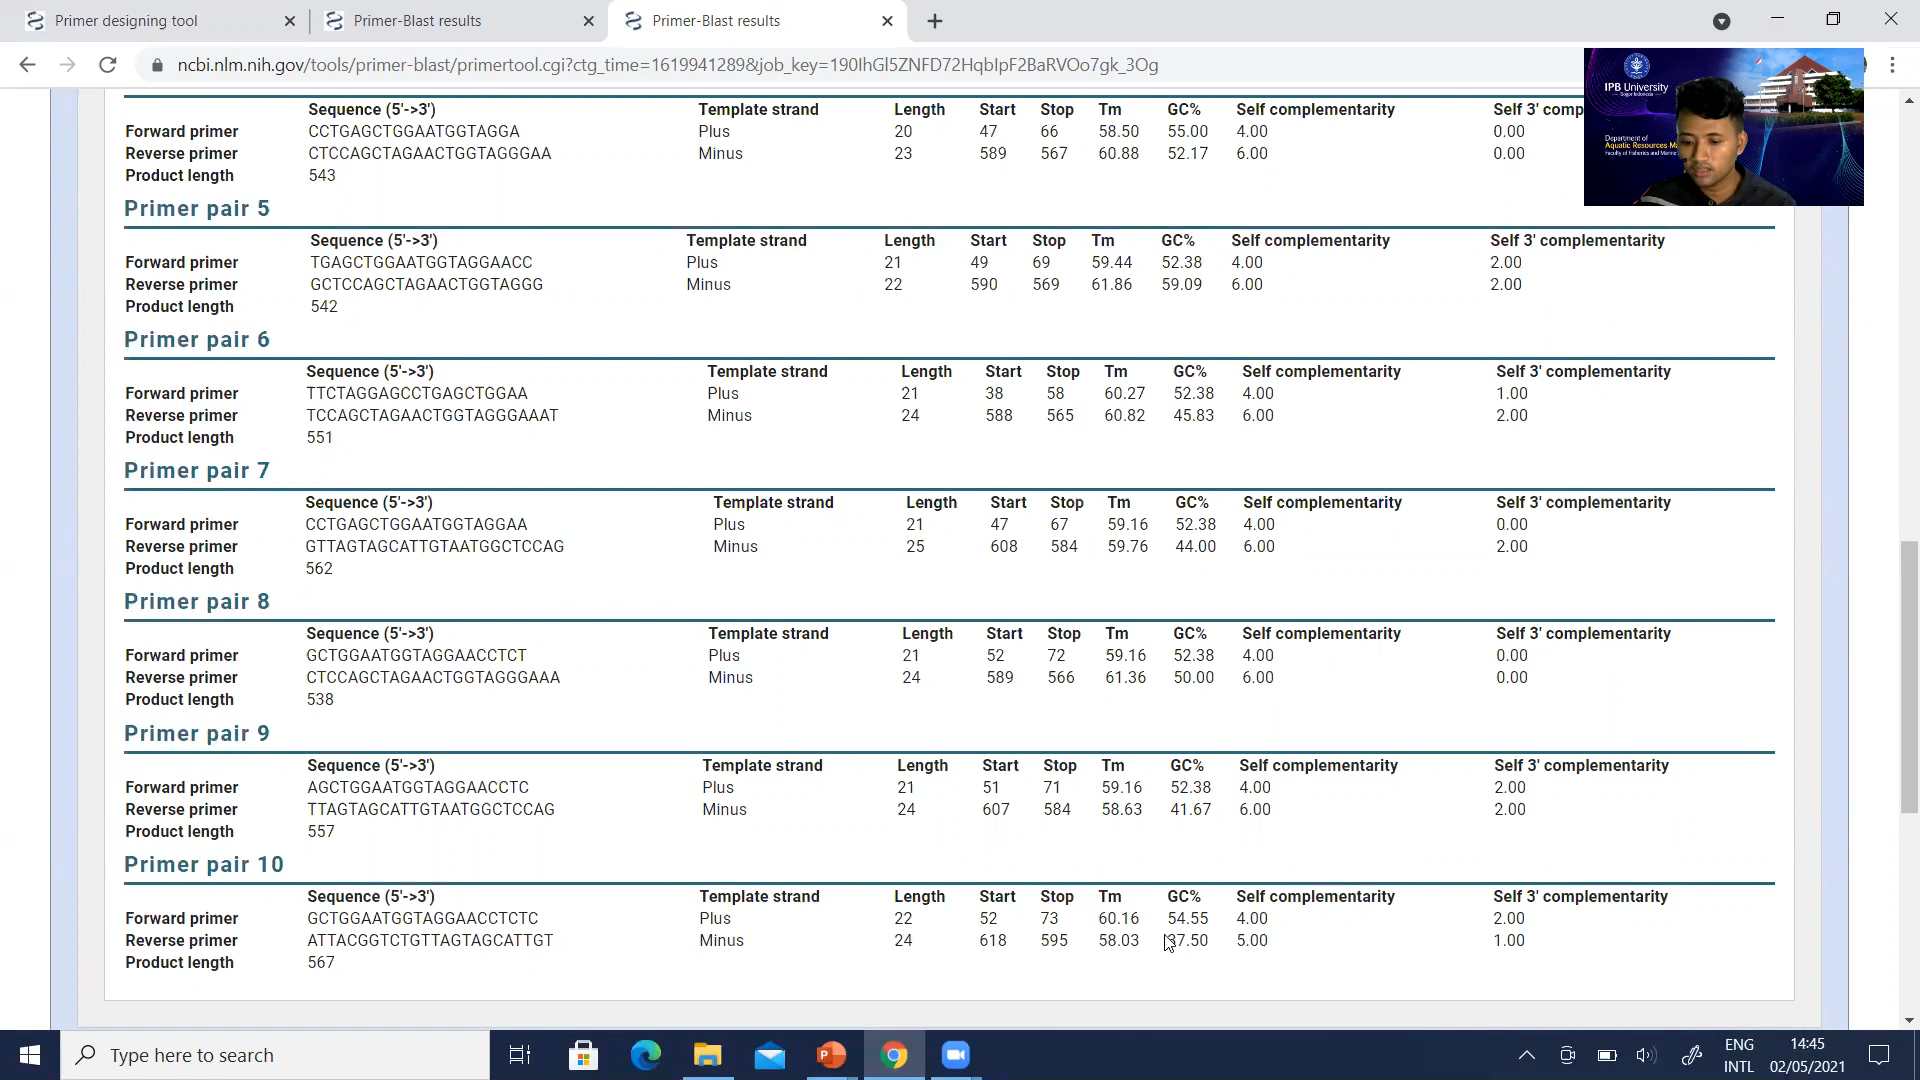 Primer designing tool
Primer-Blast results
Primer-Blast results
ncbi.nlm.nih.gov/tools/primer-blast/primertool.cgi?ctg_time=1619941289&job_key=190IhGl5ZNFD72HqbIpF2BaRVOo7gk_3Og
IPB University
Bogor Indonesia
Department of
Aquatic Resources Ma
Faculty of Fisheries and Marine
Sequence (5'->3') Template strand Length Start Stop Tm GC% Self complementarity Self 3' comp
Forward primer CCTGAGCTGGAATGGTAGGA Plus 20 47 66 58.50 55.00 4.00 0.00
Reverse primer CTCCAGCTAGAACTGGTAGGGAA Minus 23 589 567 60.88 52.17 6.00 0.00
Product length 543
Primer pair 5
Sequence (5'->3') Template strand Length Start Stop Tm GC% Self complementarity Self 3' complementarity
Forward primer TGAGCTGGAATGGTAGGAACC Plus 21 49 69 59.44 52.38 4.00 2.00
Reverse primer GCTCCAGCTAGAACTGGTAGGG Minus 22 590 569 61.86 59.09 6.00 2.00
Product length 542
Primer pair 6
Sequence (5'->3') Template strand Length Start Stop Tm GC% Self complementarity Self 3' complementarity
Forward primer TTCTAGGAGCCTGAGCTGGAA Plus 21 38 58 60.27 52.38 4.00 1.00
Reverse primer TCCAGCTAGAACTGGTAGGGAAAT Minus 24 588 565 60.82 45.83 6.00 2.00
Product length 551
Primer pair 7
Sequence (5'->3') Template strand Length Start Stop Tm GC% Self complementarity Self 3' complementarity
Forward primer CCTGAGCTGGAATGGTAGGAA Plus 21 47 67 59.16 52.38 4.00 0.00
Reverse primer GTTAGTAGCATTGTAATGGCTCCAG Minus 25 608 584 59.76 44.00 6.00 2.00
Product length 562
Primer pair 8
Sequence (5'->3') Template strand Length Start Stop Tm GC% Self complementarity Self 3' complementarity
Forward primer GCTGGAATGGTAGGAACCTCT Plus 21 52 72 59.16 52.38 4.00 0.00
Reverse primer CTCCAGCTAGAACTGGTAGGGAAA Minus 24 589 566 61.36 50.00 6.00 0.00
Product length 538
Primer pair 9
Sequence (5'->3') Template strand Length Start Stop Tm GC% Self complementarity Self 3' complementarity
Forward primer AGCTGGAATGGTAGGAACCTC Plus 21 51 71 59.16 52.38 4.00 2.00
Reverse primer TTAGTAGCATTGTAATGGCTCCAG Minus 24 607 584 58.63 41.67 6.00 2.00
Product length 557
Primer pair 10
Sequence (5'->3') Template strand Length Start Stop Tm GC% Self complementarity Self 3' complementarity
Forward primer GCTGGAATGGTAGGAACCTCTC Plus 22 52 73 60.16 54.55 4.00 2.00
Reverse primer ATTACGGTCTGTTAGTAGCATTGT Minus 24 618 595 58.03 37.50 5.00 1.00
Product length 567
Type here to search
ENG
INTL
14:45
02/05/2021